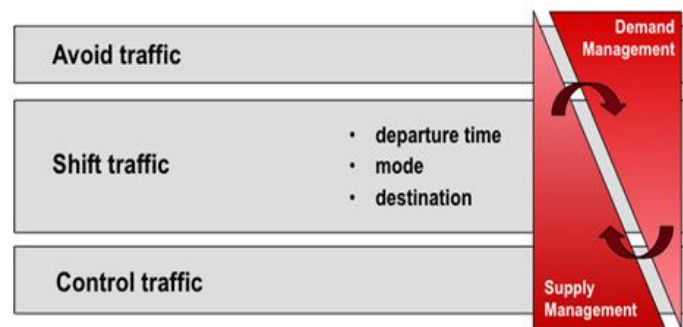 Avoid traffic
Demand
Management
Shift traffic
• departure time
• mode
• destination
Control traffic
Supply
Management